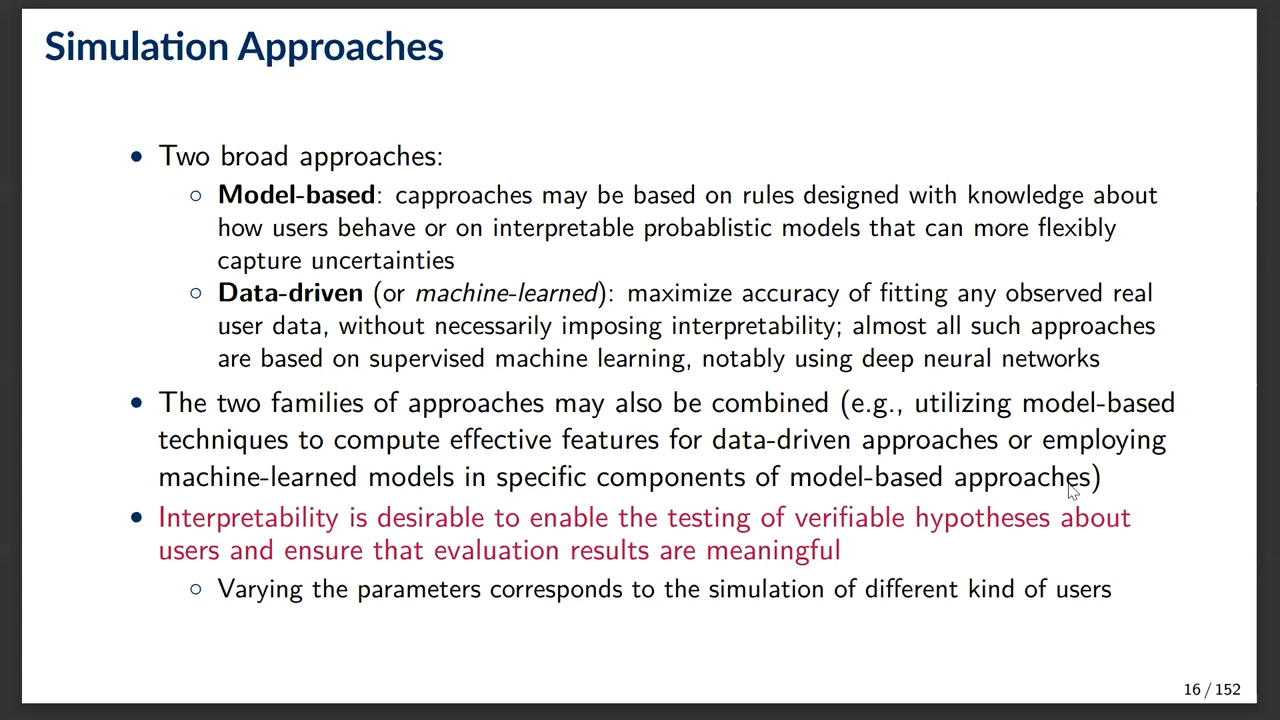 Simulation Approaches
• Two broad approaches:
◦ Model-based: capproaches may be based on rules designed with knowledge about
how users behave or on interpretable probablistic models that can more flexibly
capture uncertainties
◦ Data-driven (or machine-learned): maximize accuracy of fitting any observed real
user data, without necessarily imposing interpretability; almost all such approaches
are based on supervised machine learning, notably using deep neural networks
• The two families of approaches may also be combined (e.g., utilizing model-based
techniques to compute effective features for data-driven approaches or employing
machine-learned models in specific components of model-based approaches)
• Interpretability is desirable to enable the testing of verifiable hypotheses about
users and ensure that evaluation results are meaningful
◦ Varying the parameters corresponds to the simulation of different kind of users
16 / 152